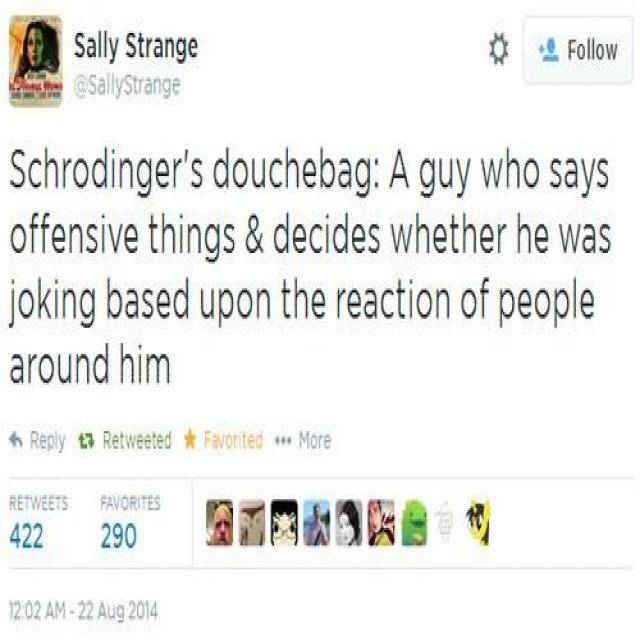 Sally Strange
@SallyStrange
Follow
Schrodinger's douchebag: A guy who says
offensive things & decides whether he was
joking based upon the reaction of people
around him
Reply Retweeted Favorited More
RETWEETS FAVORITES
422 290
12:02 AM - 22 Aug 2014